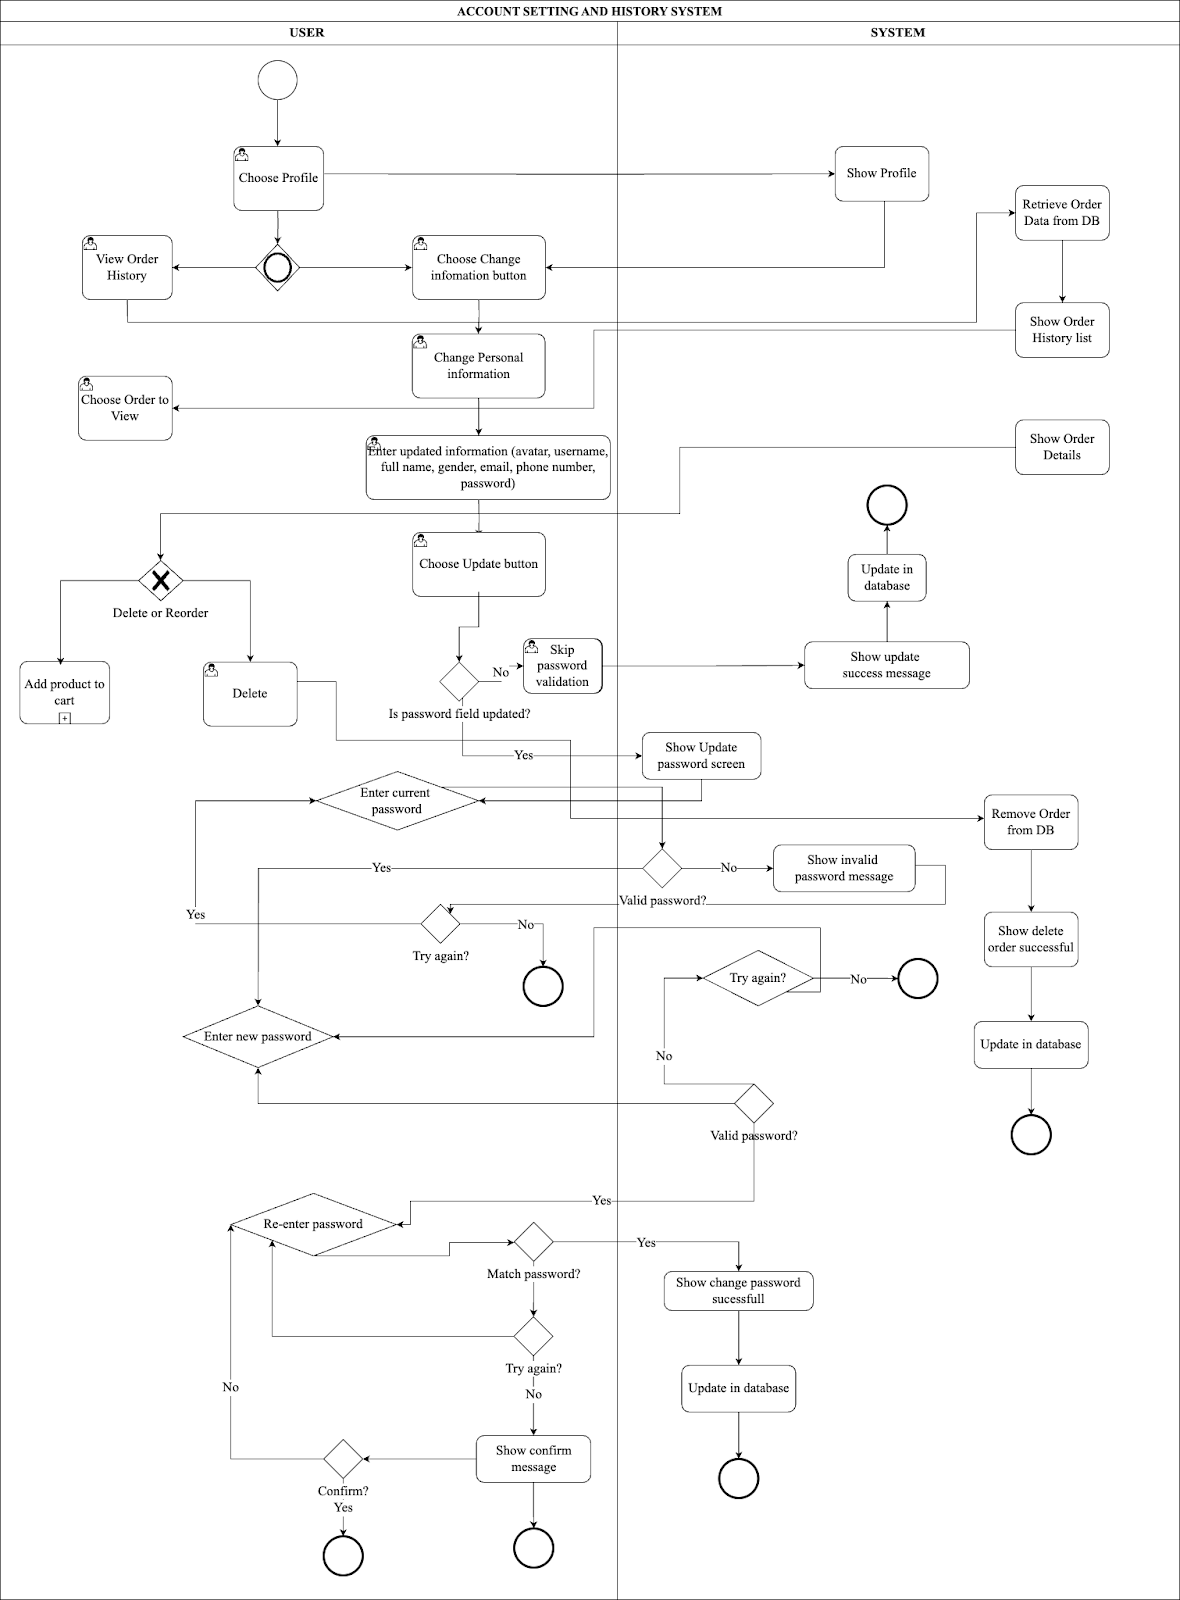 ACCOUNT SETTING AND HISTORY SYSTEM
USER
SYSTEM
Choose Profile
Show Profile
Retrieve Order
Data from DB
View Order
History
Choose Change
infomation button
Show Order
History list
Change Personal
information
Choose Order to
View
Show Order
Details
Enter updated information (avatar, username,
full name, gender, email, phone number,
password)
Choose Update button
Update in
database
Delete or Reorder
Skip
password
validation
No
Show update
success message
Add product to
cart
Delete
Is password field updated?
Yes
Show Update
password screen
Enter current
password
Remove Order
from DB
Yes
No
Show invalid
password message
Valid password?
Yes
No
Try again?
Show delete
order successful
Try again?
No
Enter new password
Update in database
No
Valid password?
Yes
Re-enter password
Yes
Match password?
Show change password
sucessfull
Try again?
No
No
Update in database
Show confirm
message
Confirm?
Yes